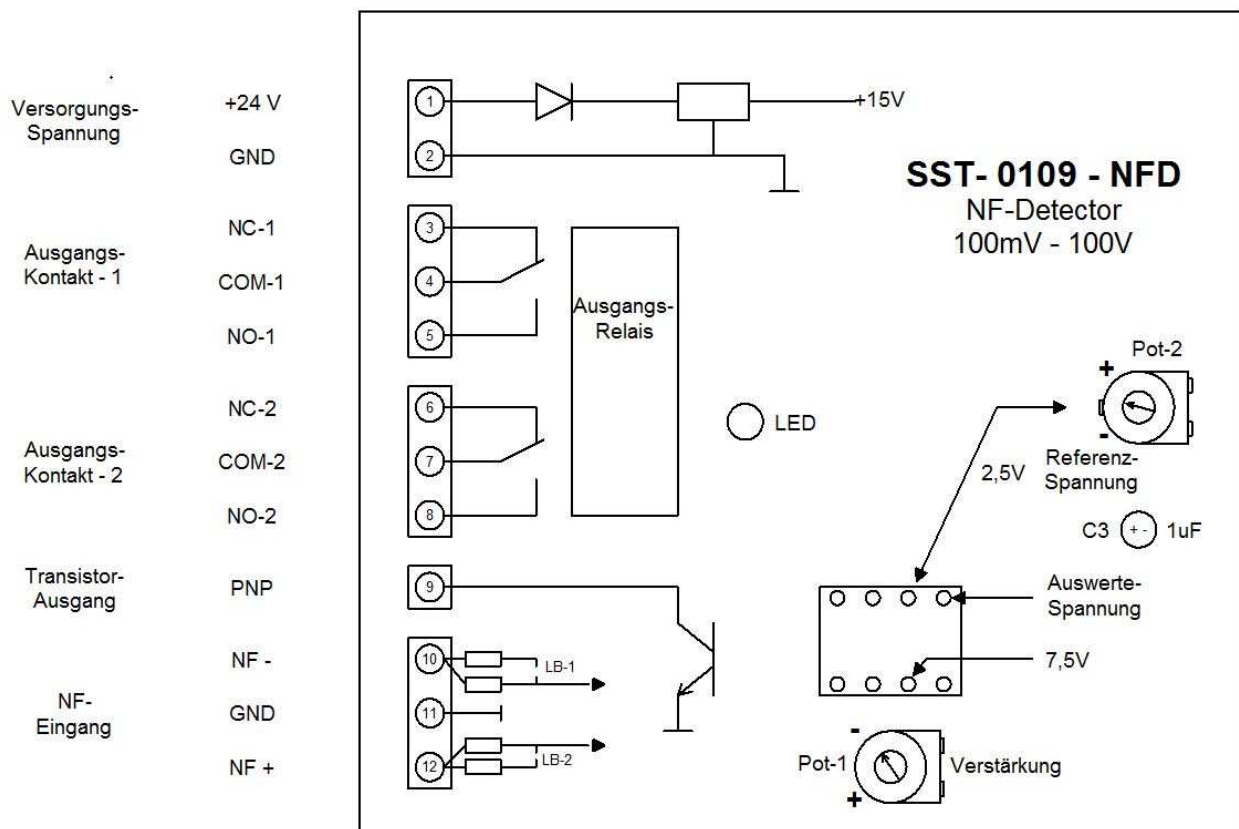 Versorgungs-
Spannung
+24 V
GND
1
2
+15V
SST- 0109 - NFD
NF-Detector
100mV - 100V
Ausgangs-
Kontakt - 1
NC-1
COM-1
NO-1
3
4
5
Ausgangs-
Relais
Ausgangs-
Kontakt - 2
NC-2
COM-2
NO-2
6
7
8
LED
Pot-2
+
-
2,5V
Referenz-
Spannung
C3 + - 1uF
Transistor-
Ausgang
PNP
9
Auswerte-
Spannung
7,5V
NF-
Eingang
NF -
GND
NF +
10
11
12
LB-1
LB-2
-
Pot-1
+
Verstärkung